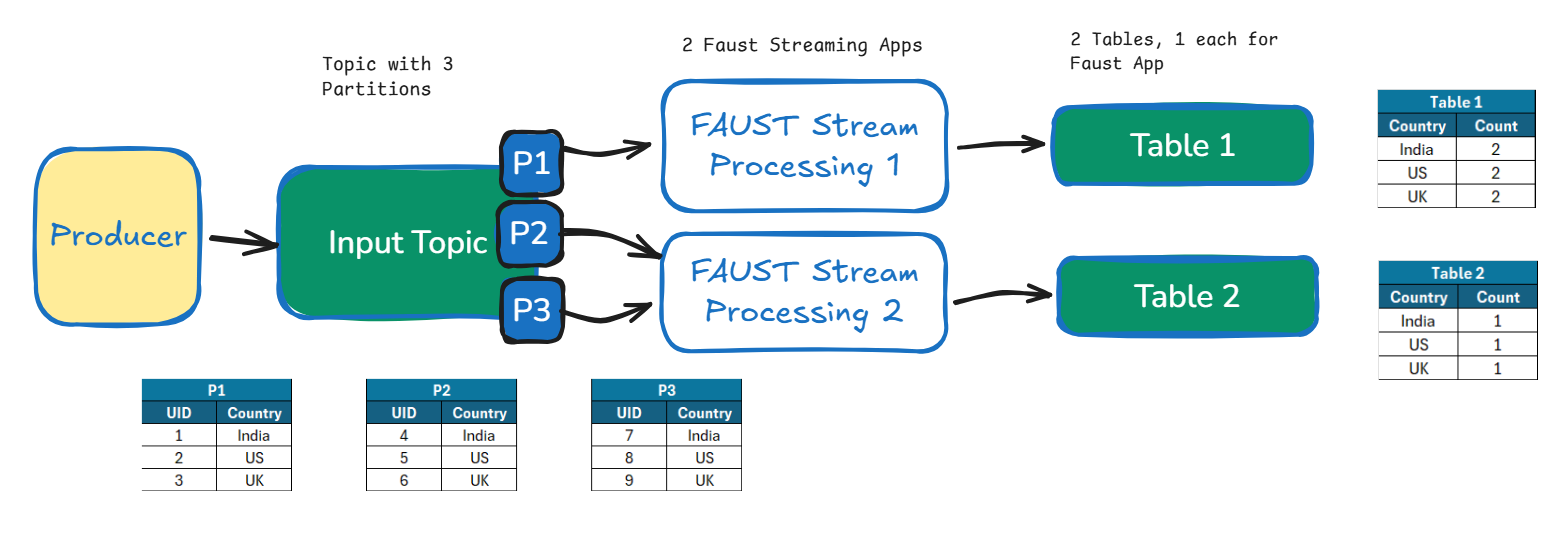 Topic with 3
Partitions
2 Faust Streaming Apps
2 Tables, 1 each for
Faust App
Producer
Input Topic
P1
P2
P3
FAUST Stream
Processing 1
FAUST Stream
Processing 2
Table 1
Table 2
Table 1
Country Count
India 2
US 2
UK 2
Table 2
Country Count
India 1
US 1
UK 1
P1
UID Country
1 India
2 US
3 UK
P2
UID Country
4 India
5 US
6 UK
P3
UID Country
7 India
8 US
9 UK